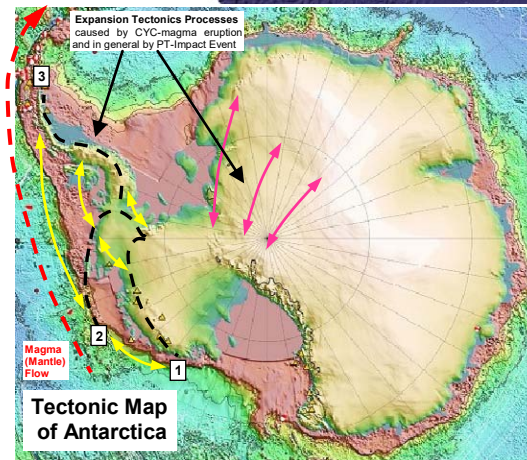 Expansion Tectonics Processes
caused by CYC-magma eruption
and in general by PT-Impact Event
3
2
1
Magma
(Mantle)
Flow
Tectonic Map
of Antarctica